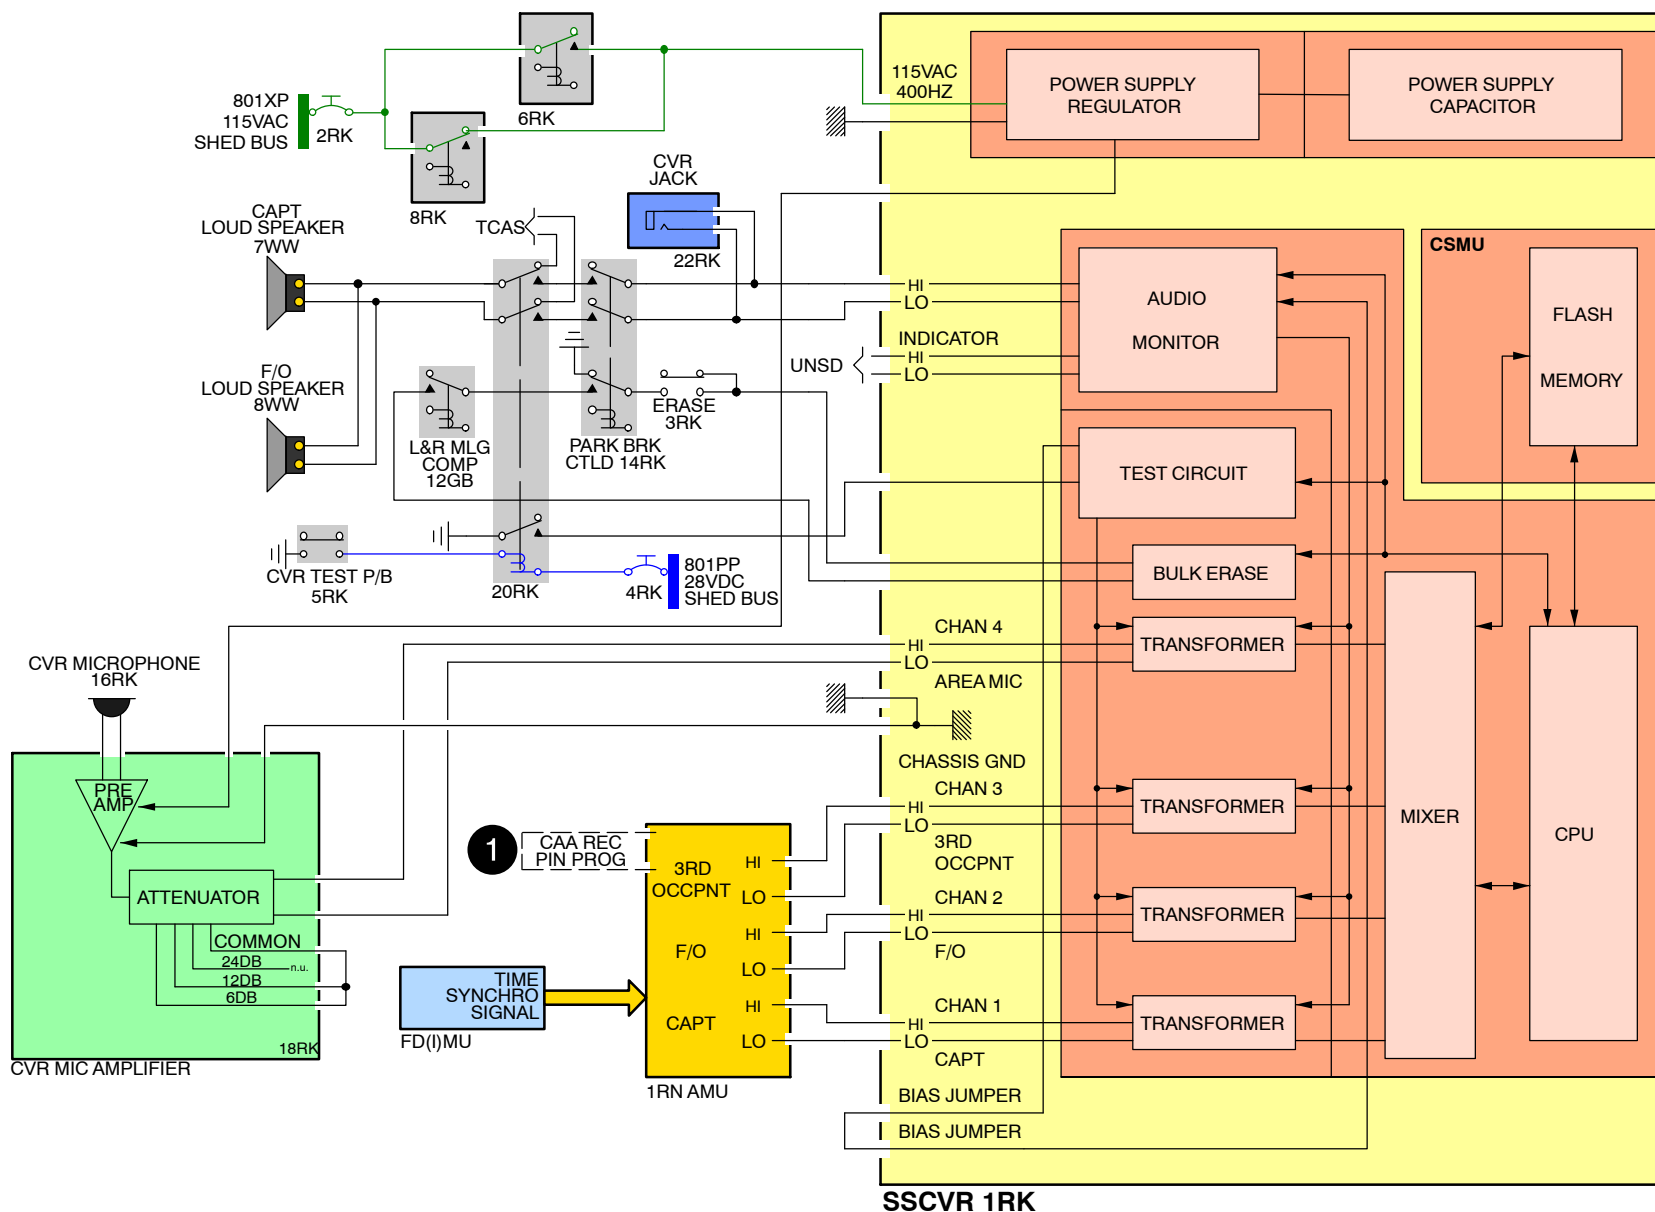 6RK
801XP
115VAC
SHED BUS
2RK
8RK
115VAC
400HZ
POWER SUPPLY
REGULATOR
POWER SUPPLY
CAPACITOR
CVR
JACK
22RK
CAPT
LOUD SPEAKER
7WW
TCAS
HI
LO
INDICATOR
HI
LO
UNSD
AUDIO
MONITOR
CSMU
FLASH
MEMORY
F/O
LOUD SPEAKER
8WW
L&R MLG
COMP
12GB
PARK BRK
CTLD 14RK
ERASE
3RK
TEST CIRCUIT
CVR TEST P/B
5RK
20RK
4RK
801PP
28VDC
SHED BUS
BULK ERASE
CHAN 4
HI
LO
AREA MIC
TRANSFORMER
CVR MICROPHONE
16RK
CHASSIS GND
PRE
AMP
ATTENUATOR
COMMON
24DB
n.u.
12DB
6DB
18RK
CVR MIC AMPLIFIER
1
CAA REC
PIN PROG
3RD
OCCPNT
HI
LO
F/O
HI
LO
CAPT
HI
LO
1RN AMU
TIME
SYNCHRO
SIGNAL
FD(I)MU
CHAN 3
HI
LO
3RD
OCCPNT
TRANSFORMER
CHAN 2
HI
LO
F/O
TRANSFORMER
CHAN 1
HI
LO
CAPT
TRANSFORMER
MIXER
CPU
BIAS JUMPER
BIAS JUMPER
SSCVR 1RK